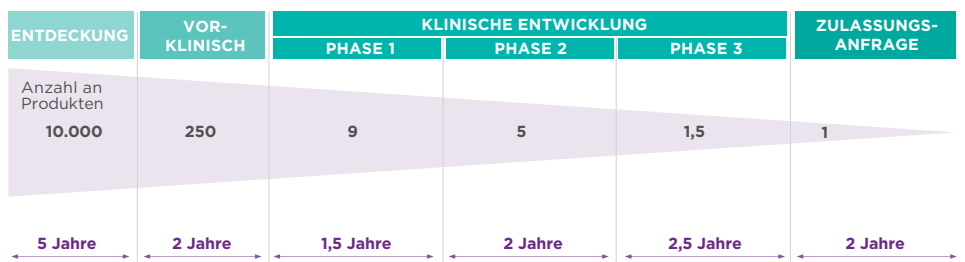 ENTDECKUNG
VOR-
KLINISCH
KLINISCHE ENTWICKLUNG
PHASE 1
PHASE 2
PHASE 3
ZULASSUNGS-
ANFRAGE
Anzahl an
Produkten
10.000
250
9
5
1,5
1
5 Jahre
2 Jahre
1,5 Jahre
2 Jahre
2,5 Jahre
2 Jahre